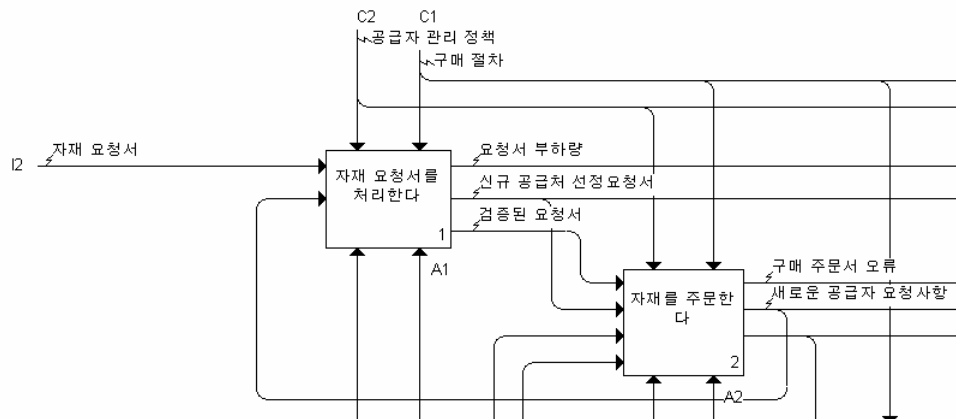 C2 C1
공급자 관리 정책
구매 절차
I2
자재 요청서
요청서 부하량
자재 요청서를
처리한다
신규 공급처 선정요청서
검증된 요청서
1
A1
구매 주문서 오류
자재를 주문한
다
새로운 공급자 요청사항
2
A2